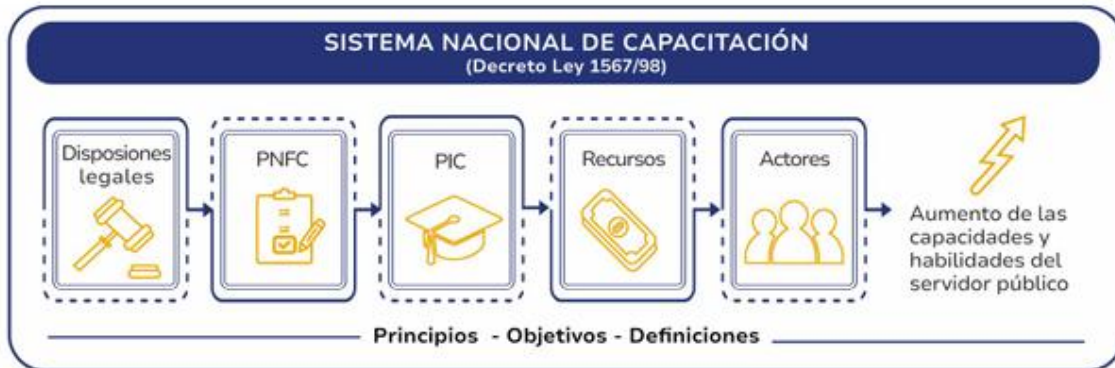 SISTEMA NACIONAL DE CAPACITACIÓN
(Decreto Ley 1567/98)
Disposiones
legales
PNFC
PIC
Recursos
Actores
Aumento de las
capacidades y
habilidades del
servidor público
Principios - Objetivos - Definiciones